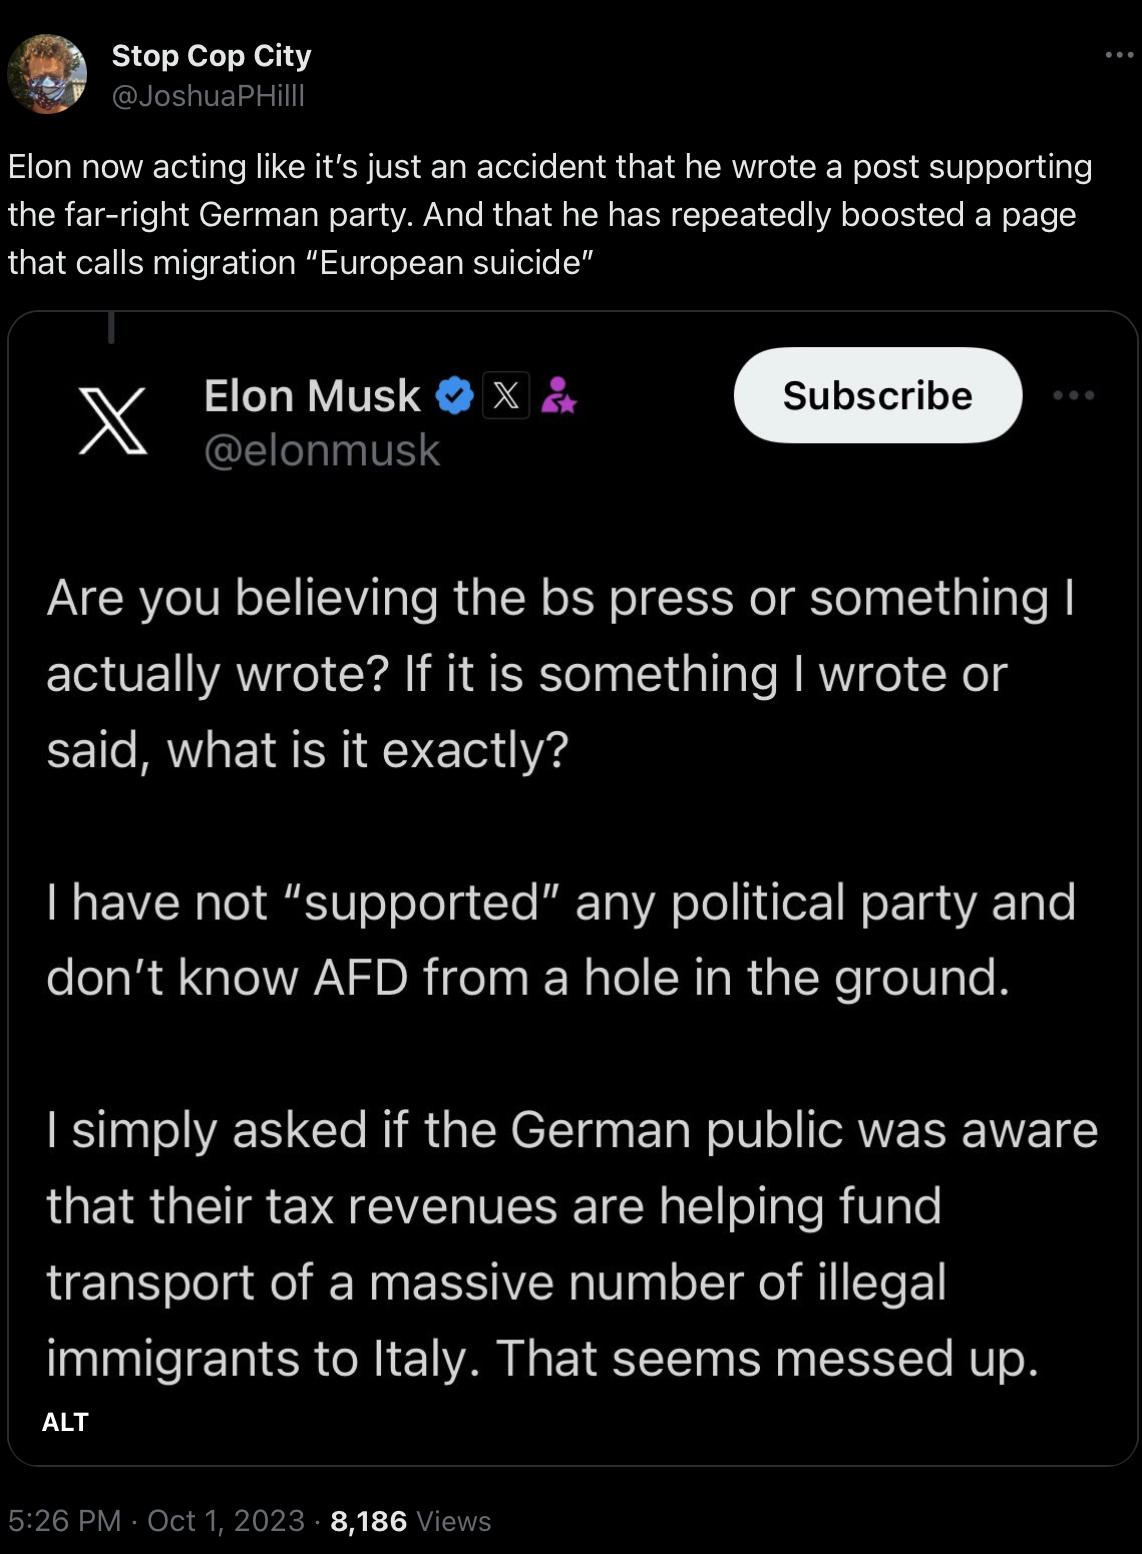 Stop Cop City
@JoshuaPHilll
Elon now acting like it’s just an accident that he wrote a post supporting
the far-right German party. And that he has repeatedly boosted a page
that calls migration “European suicide”
Elon Musk
Subscribe
@elonmusk
Are you believing the bs press or something I
actually wrote? If it is something I wrote or
said, what is it exactly?
I have not “supported” any political party and
don’t know AFD from a hole in the ground.
I simply asked if the German public was aware
that their tax revenues are helping fund
transport of a massive number of illegal
immigrants to Italy. That seems messed up.
ALT
5:26 PM · Oct 1, 2023 · 8,186 Views